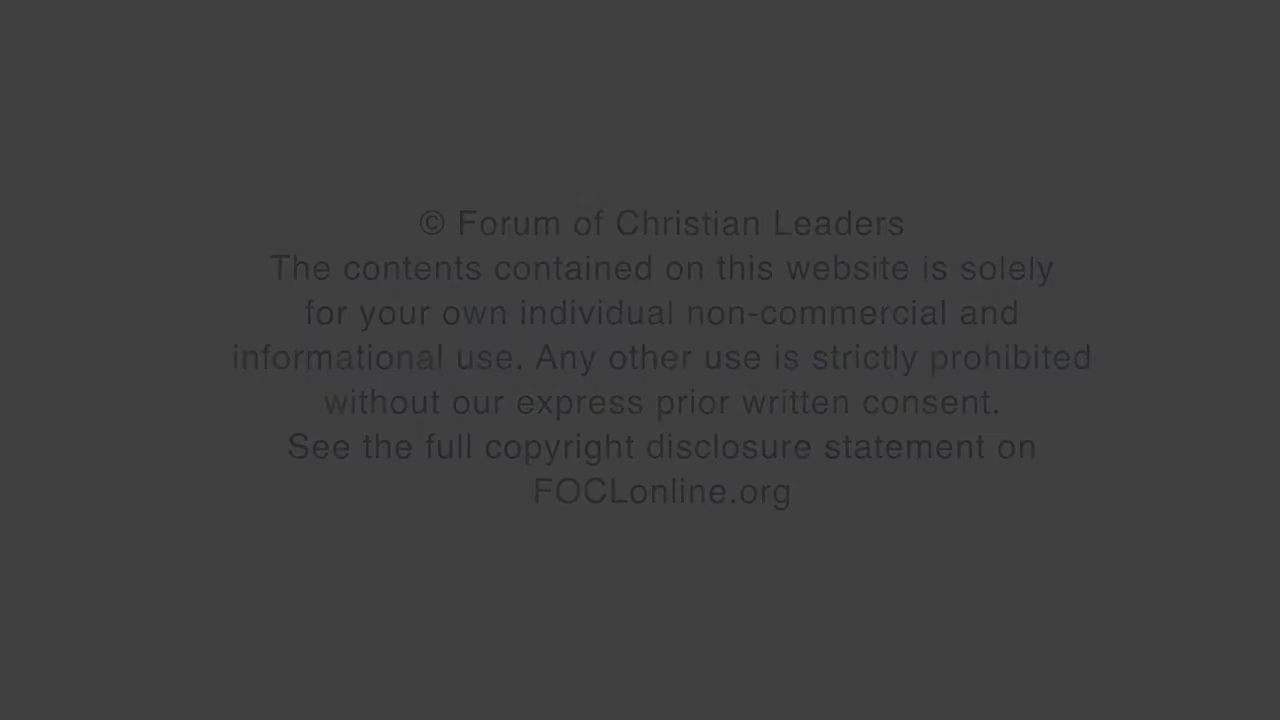 © Forum of Christian Leaders
The contents contained on this website is solely
for your own individual non-commercial and
informational use. Any other use is strictly prohibited
without our express prior written consent.
See the full copyright disclosure statement on
FOCLonline.org